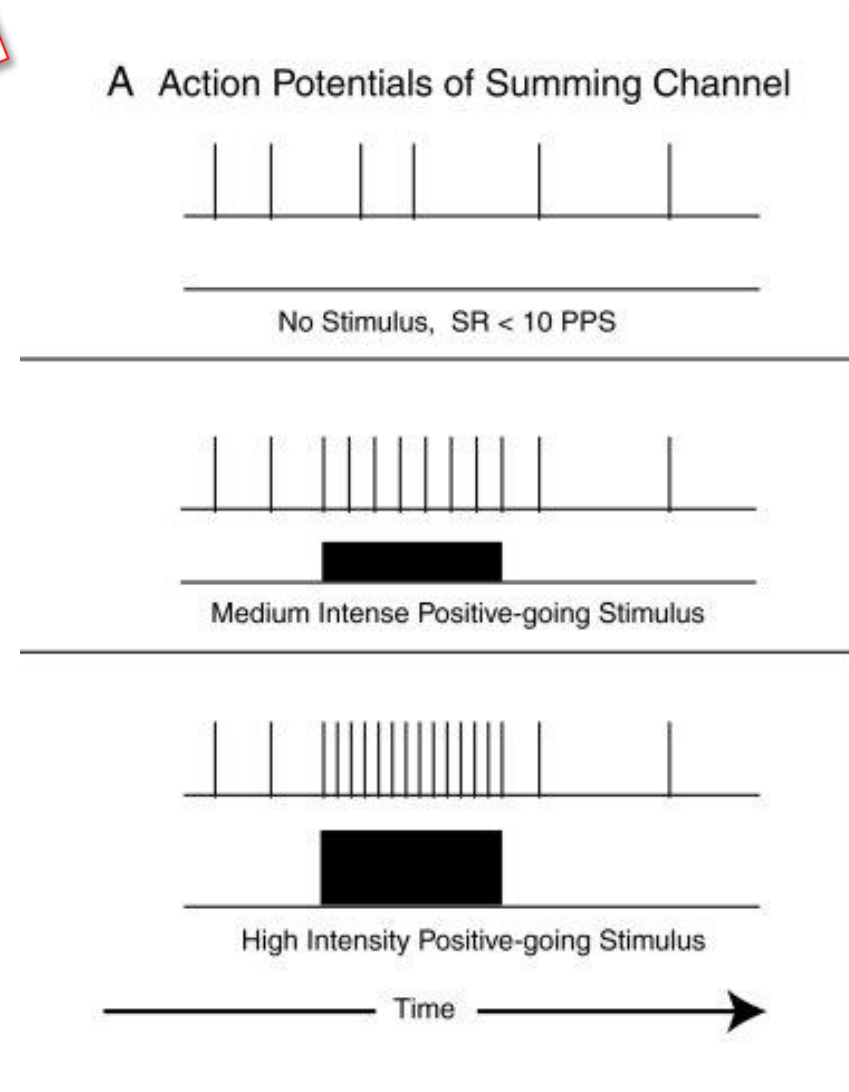 A Action Potentials of Summing Channel
No Stimulus, SR < 10 PPS
Medium Intense Positive-going Stimulus
High Intensity Positive-going Stimulus
Time